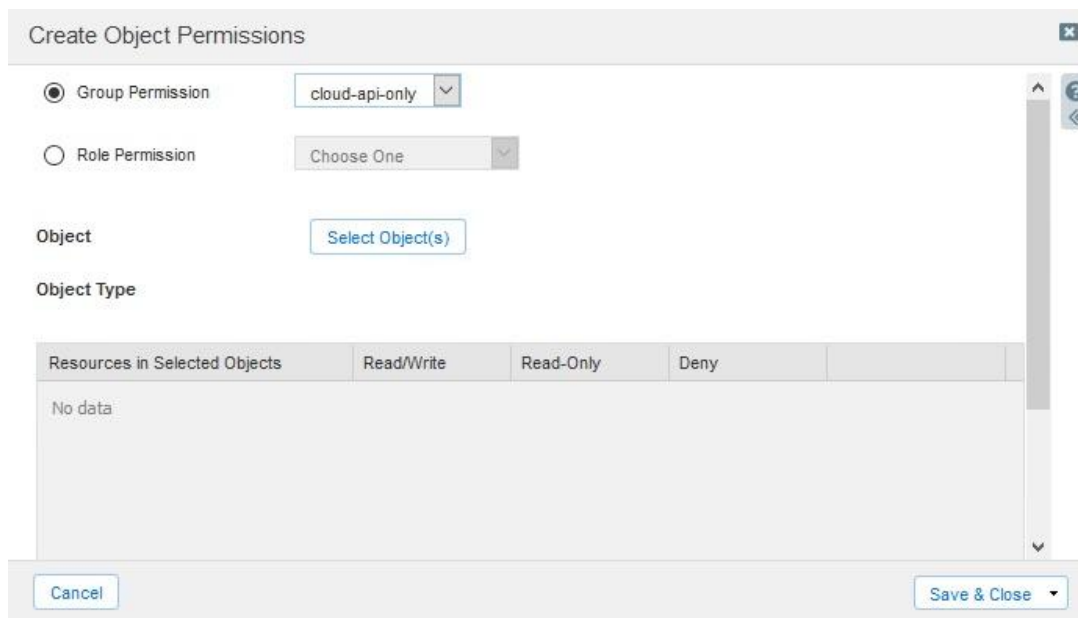 Create Object Permissions
Group Permission cloud-api-only
Role Permission Choose One
Object Select Object(s)
Object Type
Resources in Selected Objects Read/Write Read-Only Deny
No data
Cancel Save & Close